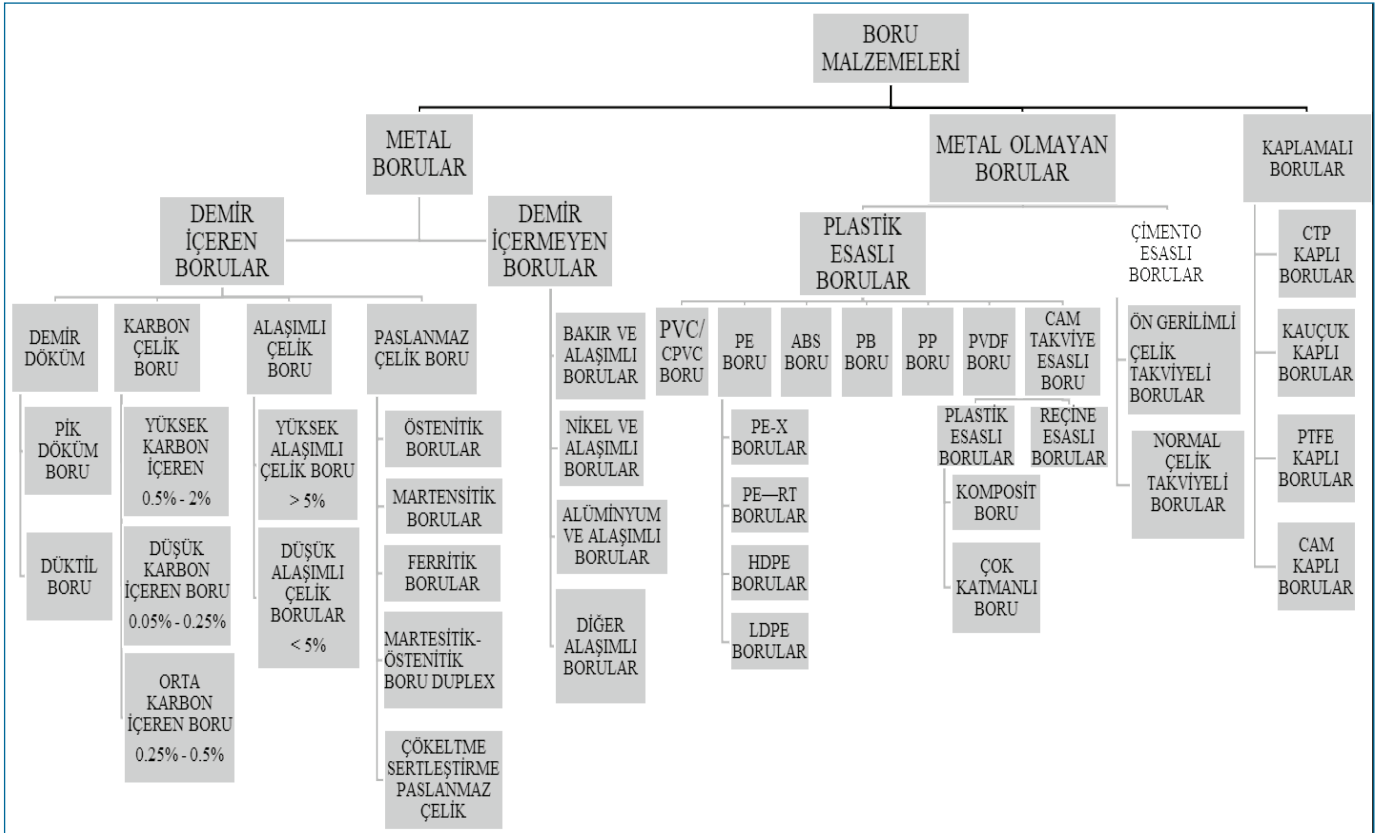 BORU
MALZEMELERİ
METAL
BORULAR
METAL OLMAYAN
BORULAR
KAPLAMALI
BORULAR
DEMİR
İÇEREN
BORULAR
DEMİR
İÇERMEYEN
BORULAR
PLASTİK
ESASLI
BORULAR
ÇİMENTO
ESASLI
BORULAR
DEMİR
DÖKÜM
PİK
DÖKÜM
BORU
DÜKTİL
BORU
KARBON
ÇELİK
BORU
YÜKSEK
KARBON
İÇEREN
0.5% - 2%
DÜŞÜK
KARBON
İÇEREN BORU
0.05% - 0.25%
ORTA
KARBON
İÇEREN BORU
0.25% - 0.5%
ALAŞIMLI
ÇELİK
BORU
YÜKSEK
ALAŞIMLI
ÇELİK BORU
> 5%
DÜŞÜK
ALAŞIMLI
ÇELİK
BORULAR
< 5%
PASLANMAZ
ÇELİK BORU
ÖSTENİTİK
BORULAR
MARTENSİTİK
BORULAR
FERRİTİK
BORULAR
MARTESİTİK-
ÖSTENİTİK
BORU DUPLEX
ÇÖKELTME
SERTLEŞTİRME
PASLANMAZ
ÇELİK
BAKIR VE
ALAŞIMLI
BORULAR
NİKEL VE
ALAŞIMLI
BORULAR
ALÜMİNYUM
VE ALAŞIMLI
BORULAR
DİĞER
ALAŞIMLI
BORULAR
PVC/
CPVC
BORU
PE
BORU
PE-X
BORULAR
PE—RT
BORULAR
HDPE
BORULAR
LDPE
BORULAR
ABS
BORU
PB
BORU
PP
BORU
PVDF
BORU
CAM
TAKVİYE
ESASLI
BORU
PLASTİK
ESASLI
BORULAR
KOMPOSİT
BORU
ÇOK
KATMANLI
BORU
REÇİNE
ESASLI
BORULAR
ÖN GERİLİMLİ
ÇELİK
TAKVİYELİ
BORULAR
NORMAL
ÇELİK
TAKVİYELİ
BORULAR
CTP
KAPLI
BORULAR
KAUÇUK
KAPLI
BORULAR
PTFE
KAPLI
BORULAR
CAM
KAPLI
BORULAR